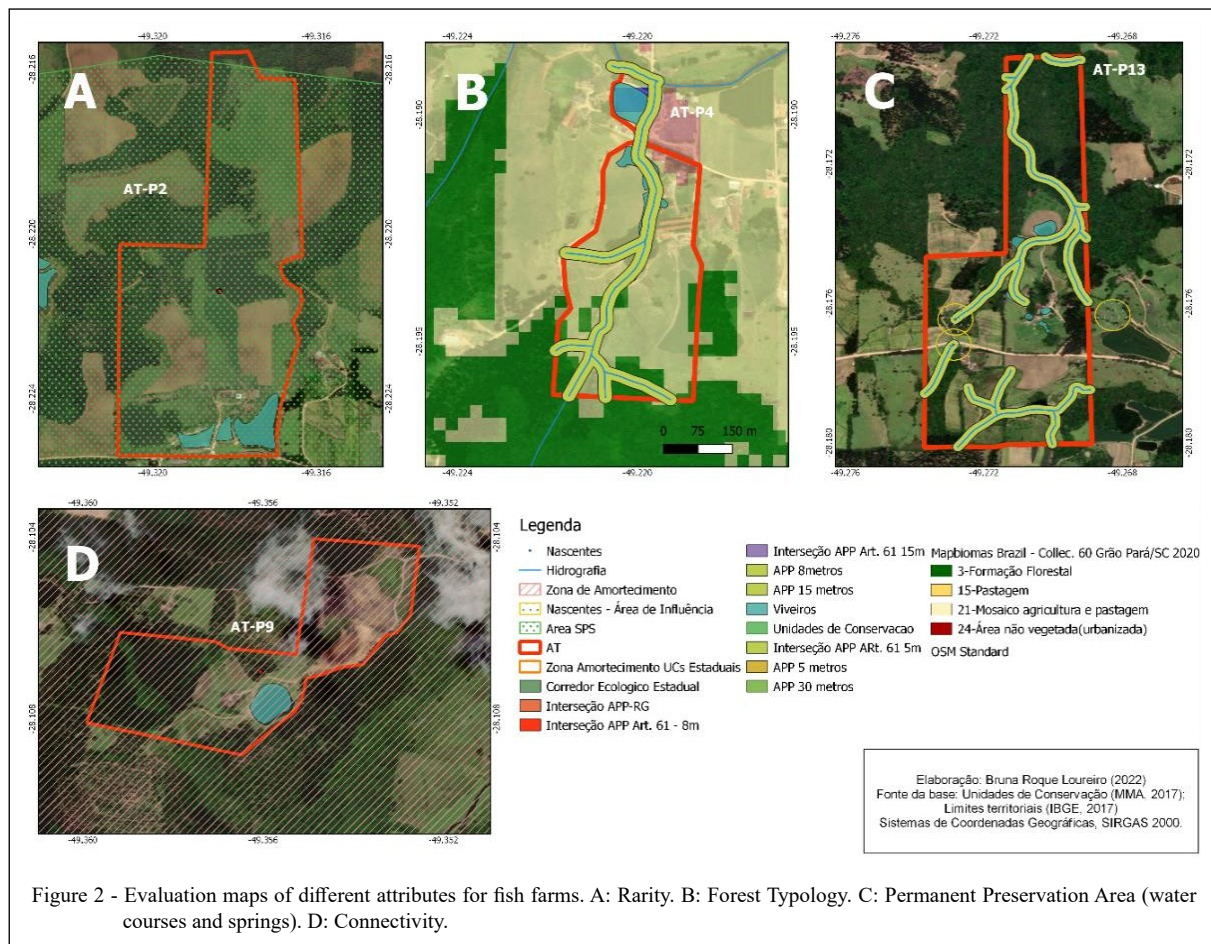 -49.320 -49.316
-28.216 -28.216
A
AT-P2
-28.220 -28.220
-28.224 -28.224
-49.320 -49.316
-49.224 -49.220
B
AT-P4
-28.190 -28.190
-28.195 -28.195
0 75 150 m
-49.224 -49.220
-49.276 -49.272 -49.268
C
AT-P13
-28.172 -28.172
-28.176 -28.176
-28.180 -28.180
-49.276 -49.272 -49.268
-49.360 -49.356 -49.352
-28.104 -28.104
D
AT-P9
-28.108 -28.108
-49.360 -49.356 -49.352
Legenda
Nascentes
Hidrografia
Zona de Amortecimento
Nascentes - Área de Influência
Area SPS
AT
Zona Amortecimento UCs Estaduais
Corredor Ecologico Estadual
Interseção APP-RG
Interseção APP Art. 61 - 8m
Interseção APP Art. 61 15m
APP 8metros
APP 15 metros
Viveiros
Unidades de Conservacao
Interseção APP ARt. 61 5m
APP 5 metros
APP 30 metros
Mapbiomas Brazil - Collec. 60 Grão Pará/SC 2020
3-Formação Florestal
15-Pastagem
21-Mosaico agricultura e pastagem
24-Área não vegetada(urbanizada)
OSM Standard
Elaboração: Bruna Roque Loureiro (2022)
Fonte da base: Unidades de Conservação (MMA, 2017);
Limites territoriais (IBGE, 2017)
Sistemas de Coordenadas Geográficas, SIRGAS 2000.
Figure 2 - Evaluation maps of different attributes for fish farms. A: Rarity. B: Forest Typology. C: Permanent Preservation Area (water
courses and springs). D: Connectivity.